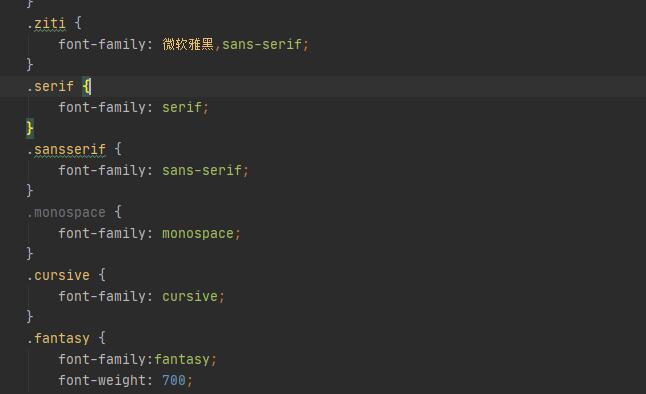 }
.ziti {
font-family: 微软雅黑,sans-serif;
}
.serif {
font-family: serif;
}
.sansserif {
font-family: sans-serif;
}
.monospace {
font-family: monospace;
}
.cursive {
font-family: cursive;
}
.fantasy {
font-family:fantasy;
font-weight: 700;